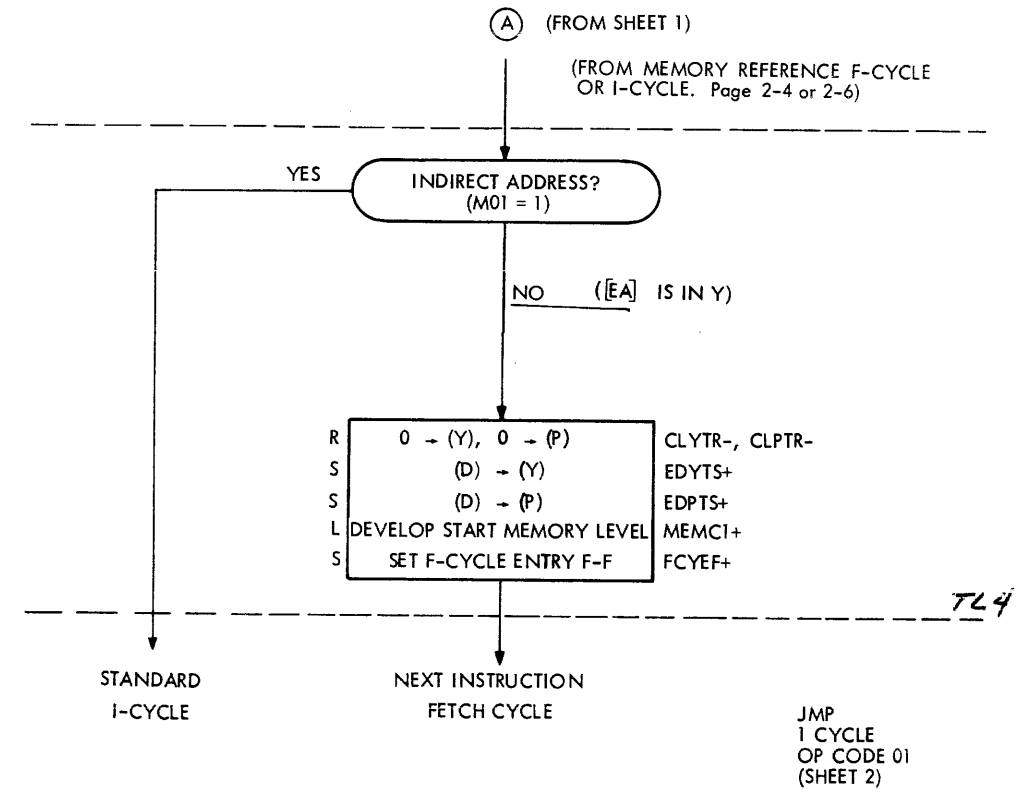 A (FROM SHEET 1)
(FROM MEMORY REFERENCE F-CYCLE
OR I-CYCLE. Page 2-4 or 2-6)
YES
INDIRECT ADDRESS?
(M01 = 1)
NO ([EA] IS IN Y)
R 0 → (Y), 0 → (P) CLYTR-, CLPTR-
S (D) → (Y) EDYTS+
S (D) → (P) EDPTS+
L DEVELOP START MEMORY LEVEL MEMCI+
S SET F-CYCLE ENTRY F-F FCYEF+
TL4
STANDARD
I-CYCLE
NEXT INSTRUCTION
FETCH CYCLE
JMP
1 CYCLE
OP CODE 01
(SHEET 2)